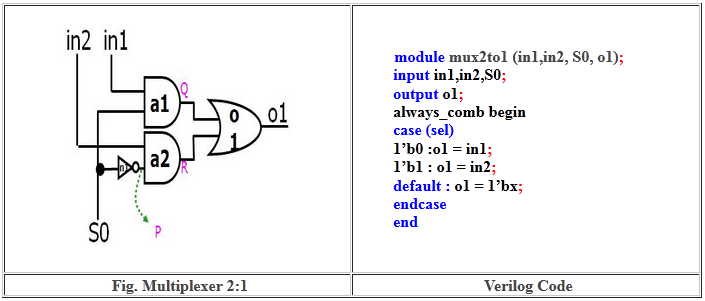 in2 in1
Q
a1
o
1
o1
a2
R
n1
S0
P
Fig. Multiplexer 2:1
module mux2to1 (in1,in2, S0, o1);
input in1,in2,S0;
output o1;
always_comb begin
case (sel)
1’b0 :o1 = in1;
1’b1 : o1 = in2;
default : o1 = 1’bx;
endcase
end
Verilog Code